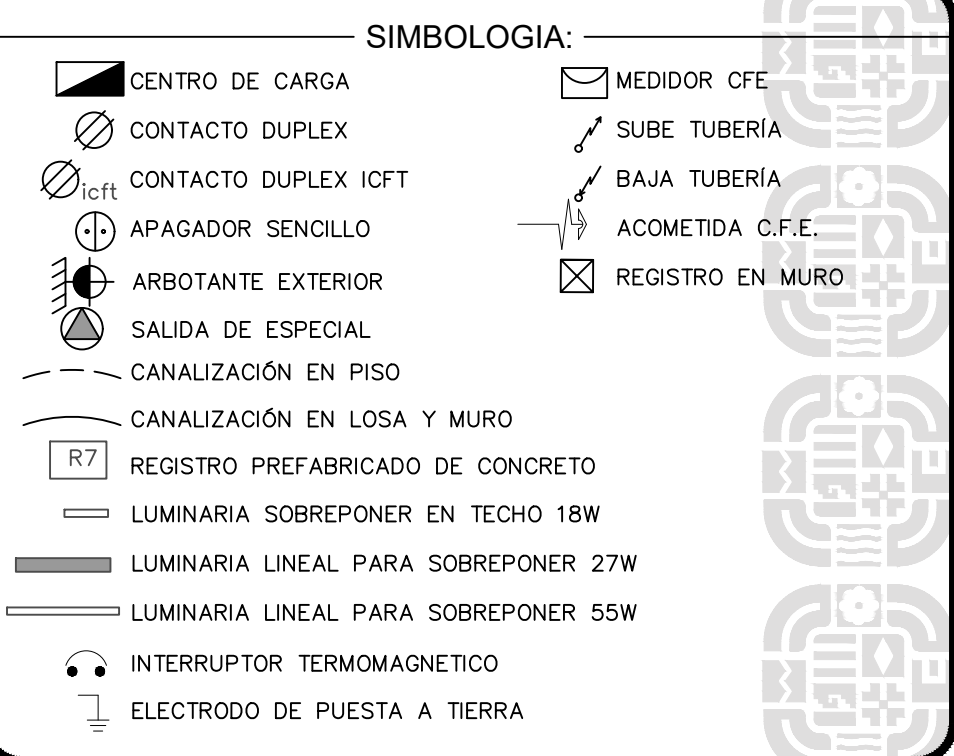 SIMBOLOGIA:
CENTRO DE CARGA
CONTACTO DUPLEX
icft CONTACTO DUPLEX ICFT
APAGADOR SENCILLO
ARBOTANTE EXTERIOR
SALIDA DE ESPECIAL
CANALIZACIÓN EN PISO
CANALIZACIÓN EN LOSA Y MURO
R7 REGISTRO PREFABRICADO DE CONCRETO
LUMINARIA SOBREPONER EN TECHO 18W
LUMINARIA LINEAL PARA SOBREPONER 27W
LUMINARIA LINEAL PARA SOBREPONER 55W
INTERRUPTOR TERMOMAGNETICO
ELECTRODO DE PUESTA A TIERRA
MEDIDOR CFE
SUBE TUBERÍA
BAJA TUBERÍA
ACOMETIDA C.F.E.
REGISTRO EN MURO